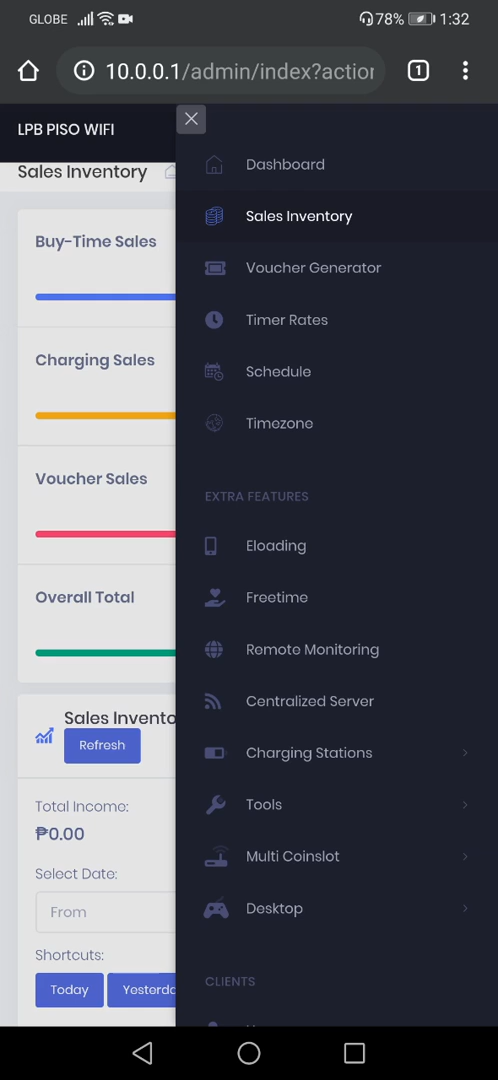 GLOBE 78% 1:32
10.0.0.1/admin/index?action 1
LPB PISO WIFI
Sales Inventory
Buy-Time Sales
Charging Sales
Voucher Sales
Overall Total
Sales Invento
Refresh
Total Income:
₱0.00
Select Date:
From
Shortcuts:
Today Yesterda
Dashboard
Sales Inventory
Voucher Generator
Timer Rates
Schedule
Timezone
EXTRA FEATURES
Eloading
Freetime
Remote Monitoring
Centralized Server
Charging Stations
Tools
Multi Coinslot
Desktop
CLIENTS